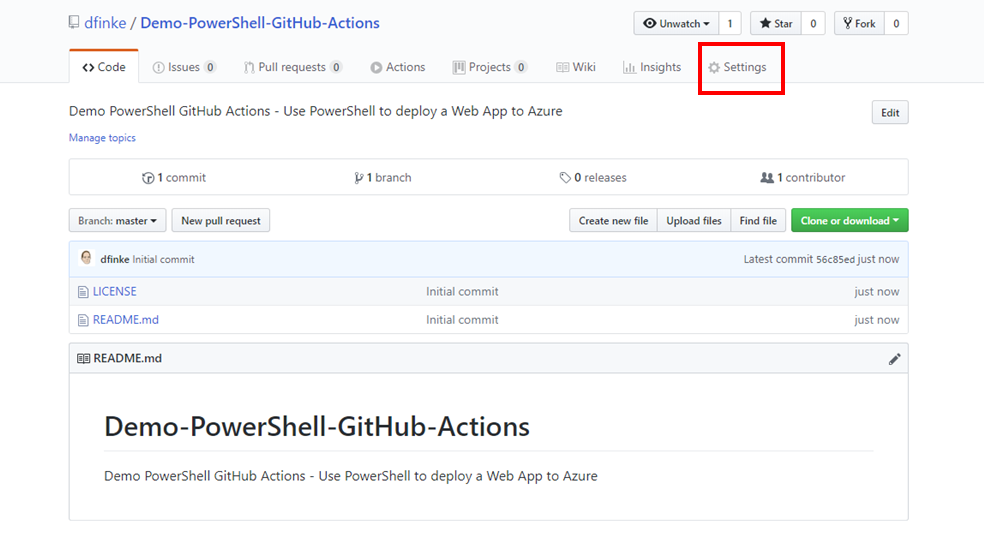 dfinke / Demo-PowerShell-GitHub-Actions Unwatch 1 Star 0 Fork 0
Code Issues 0 Pull requests 0 Actions Projects 0 Wiki Insights Settings
Demo PowerShell GitHub Actions - Use PowerShell to deploy a Web App to Azure Edit
Manage topics
1 commit 1 branch 0 releases 1 contributor
Branch: master New pull request Create new file Upload files Find file Clone or download
dfinke Initial commit Latest commit 56c85ed just now
LICENSE Initial commit just now
README.md Initial commit just now
README.md
Demo-PowerShell-GitHub-Actions
Demo PowerShell GitHub Actions - Use PowerShell to deploy a Web App to Azure